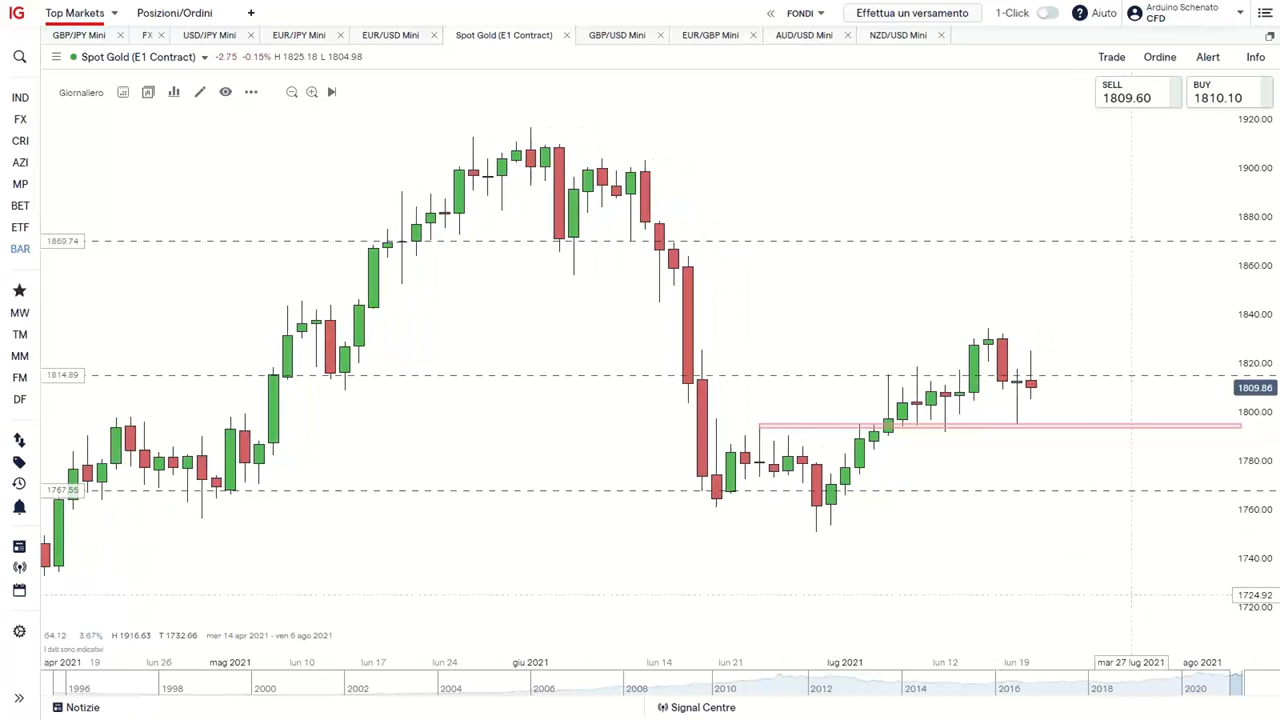 IG Top Markets Posizioni/Ordini + « FONDI Effettua un versamento 1-Click ? Aiuto Arduino Schenato
CFD
GBP/JPY Mini × FX × USD/JPY Mini × EUR/JPY Mini × EUR/USD Mini × Spot Gold (E1 Contract) × GBP/USD Mini × EUR/GBP Mini × AUD/USD Mini × NZD/USD Mini ×
Spot Gold (E1 Contract) -2.75 -0.15% H 1825.18 L 1804.98 Trade Ordine Alert Info
Giornaliero
SELL
1809.60
BUY
1810.10
IND
FX
CRI
AZI
MP
BET
ETF
BAR
MW
TM
MM
FM
DF
1920.00
1900.00
1880.00
1869.74
1860.00
1840.00
1820.00
1814.89
1809.86
1800.00
1780.00
1767.55
1760.00
1740.00
1724.92
1720.00
64.12 3.67% H 1916.63 T 1732.66 mer 14 apr 2021 - ven 6 ago 2021
I dati sono indicativi
apr 2021 19 lun 26 mag 2021 lun 10 lun 17 lun 24 giu 2021 lun 14 lun 21 lug 2021 lun 12 lun 19 mar 27 lug 2021 ago 2021
1996 1998 2000 2002 2004 2006 2008 2010 2012 2014 2016 2018 2020
» Notizie Signal Centre